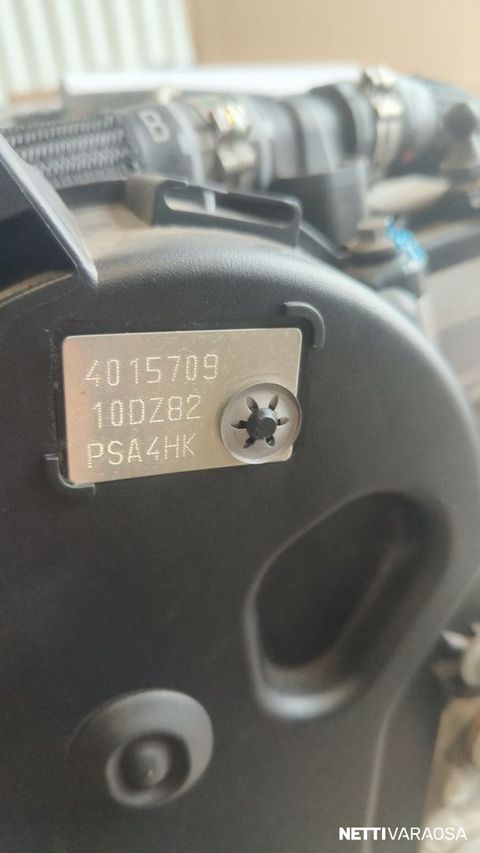 B
4015709
10DZ82
PSA4HK
NETTIVARAOSA